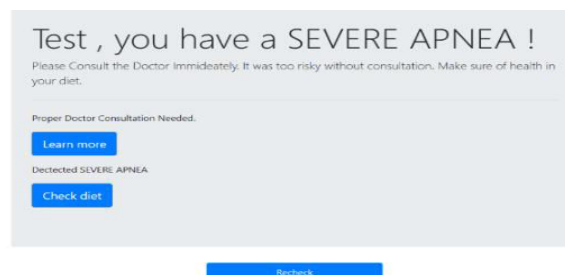 Test , you have a SEVERE APNEA !
Please Consult the Doctor Immideately. It was too risky without consultation. Make sure of health in
your diet.
Proper Doctor Consultation Needed.
Learn more
Dectected SEVERE APNEA
Check diet
Recheck